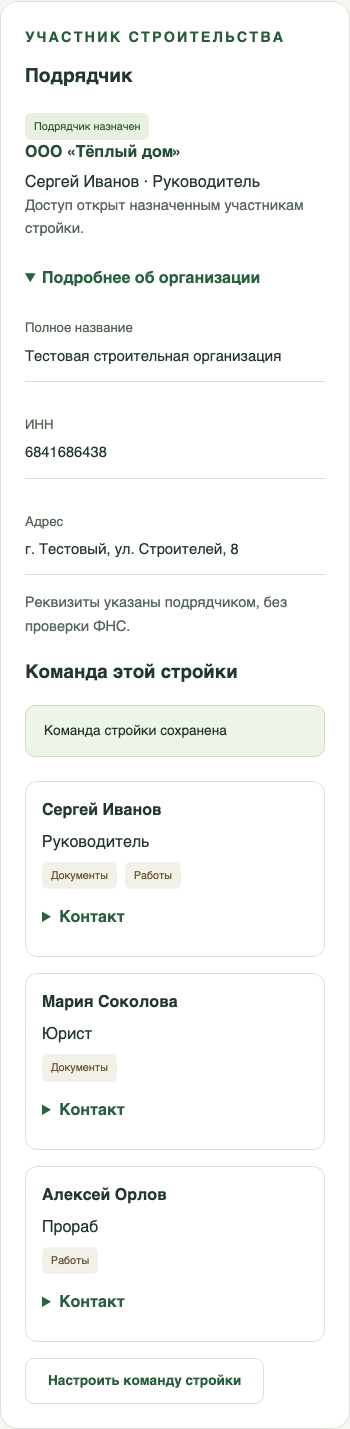 УЧАСТНИК СТРОИТЕЛЬСТВА
Подрядчик
Подрядчик назначен
ООО «Тёплый дом»
Сергей Иванов · Руководитель
Доступ открыт назначенным участникам
стройки.
▼ Подробнее об организации
Полное название
Тестовая строительная организация
ИНН
6841686438
Адрес
г. Тестовый, ул. Строителей, 8
Реквизиты указаны подрядчиком, без
проверки ФНС.
Команда этой стройки
Команда стройки сохранена
Сергей Иванов
Руководитель
Документы Работы
▶ Контакт
Мария Соколова
Юрист
Документы
▶ Контакт
Алексей Орлов
Прораб
Работы
▶ Контакт
Настроить команду стройки